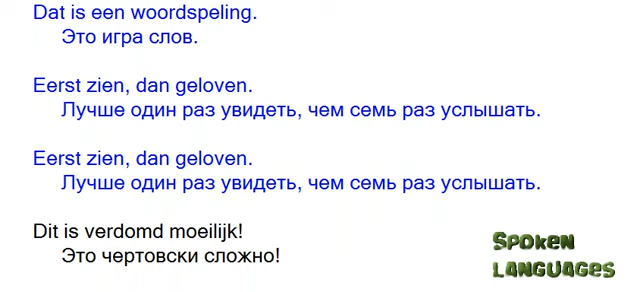 Dat is een woordspeling.
Это игра слов.
Eerst zien, dan geloven.
Лучше один раз увидеть, чем семь раз услышать.
Eerst zien, dan geloven.
Лучше один раз увидеть, чем семь раз услышать.
Dit is verdomd moeilijk!
Это чертовски сложно!
SPOKEN
LANGUAGES